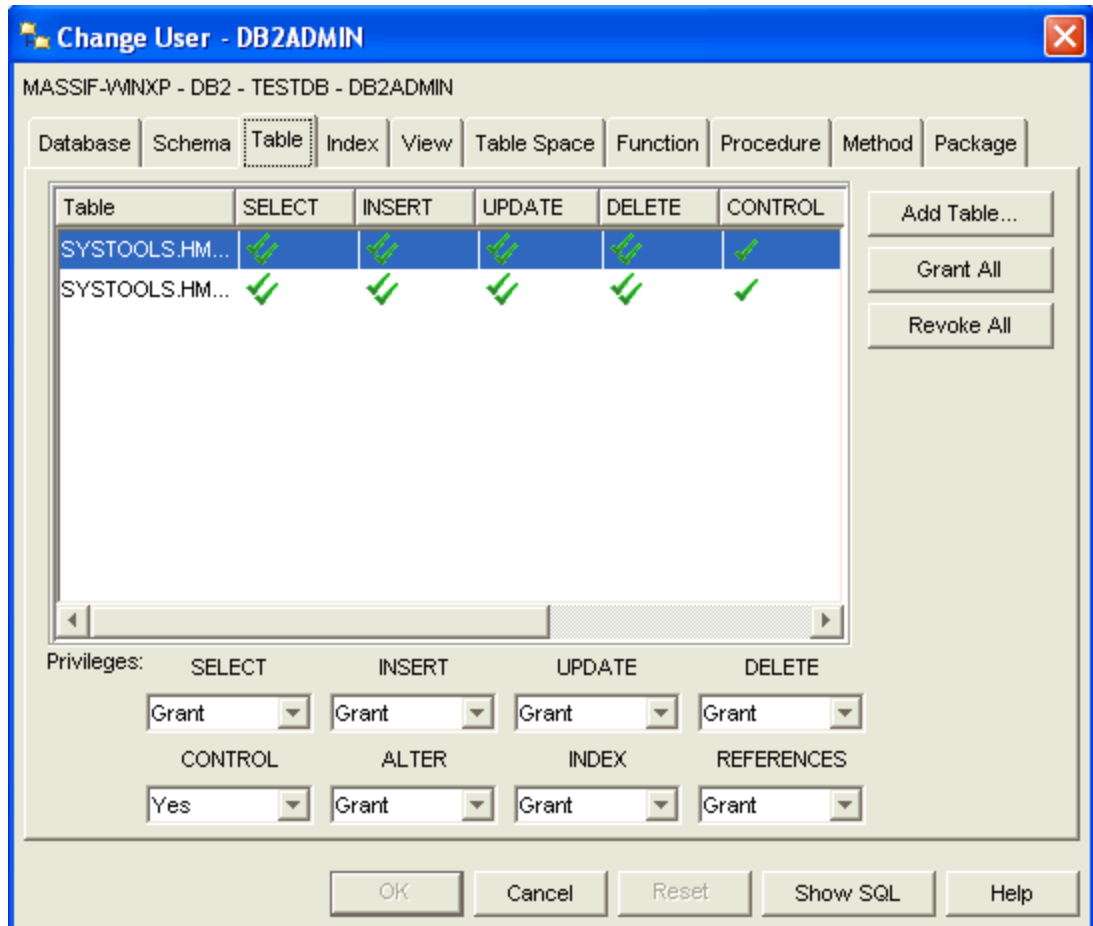 Change User - DB2ADMIN
MASSIF-WINXP - DB2 - TESTDB - DB2ADMIN
Database Schema Table Index View Table Space Function Procedure Method Package
Table SELECT INSERT UPDATE DELETE CONTROL
SYSTOOLS.HM...
SYSTOOLS.HM...
Add Table...
Grant All
Revoke All
Privileges: SELECT INSERT UPDATE DELETE
Grant Grant Grant Grant
CONTROL ALTER INDEX REFERENCES
Yes Grant Grant Grant
OK Cancel Reset Show SQL Help